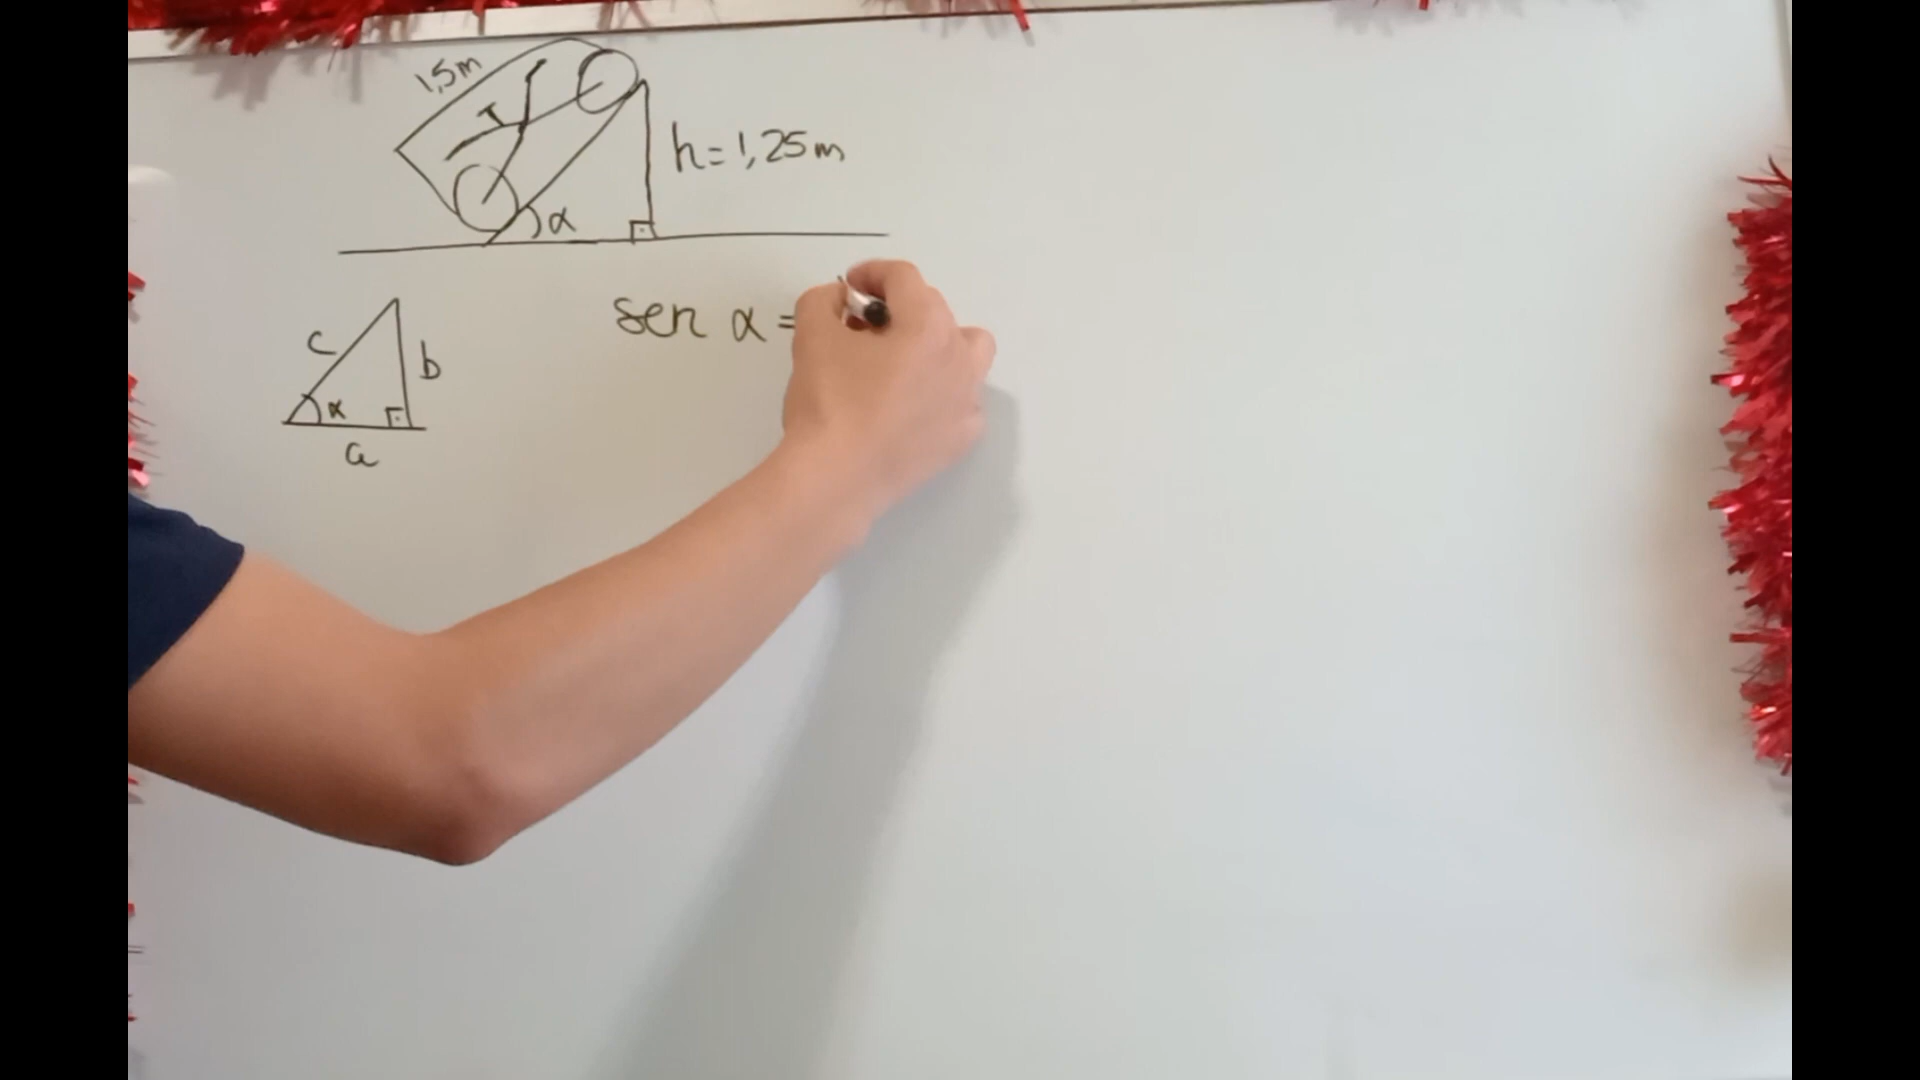 1,5m
h=1,25m
α
sen α =
c
b
α
a